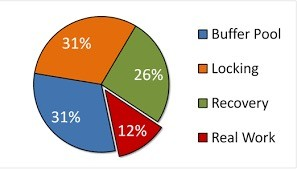 31%
26%
31%
12%
Buffer Pool
Locking
Recovery
Real Work